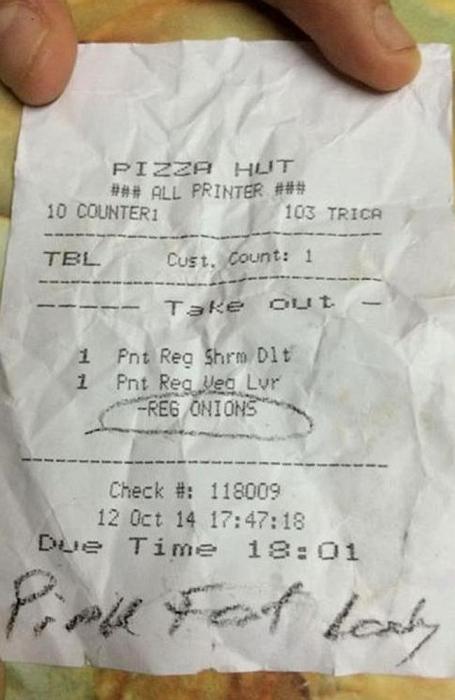 PIZZA HUT
### ALL PRINTER ###
10 COUNTER1 103 TRICA
TBL Cust. Count: 1
----- Take out -
1 Pnt Reg Shrm Dlt
1 Pnt Reg Veg Lvr
-REG ONIONS
Check #: 118009
12 Oct 14 17:47:18
Due Time 18:01
Pink Fat Lady